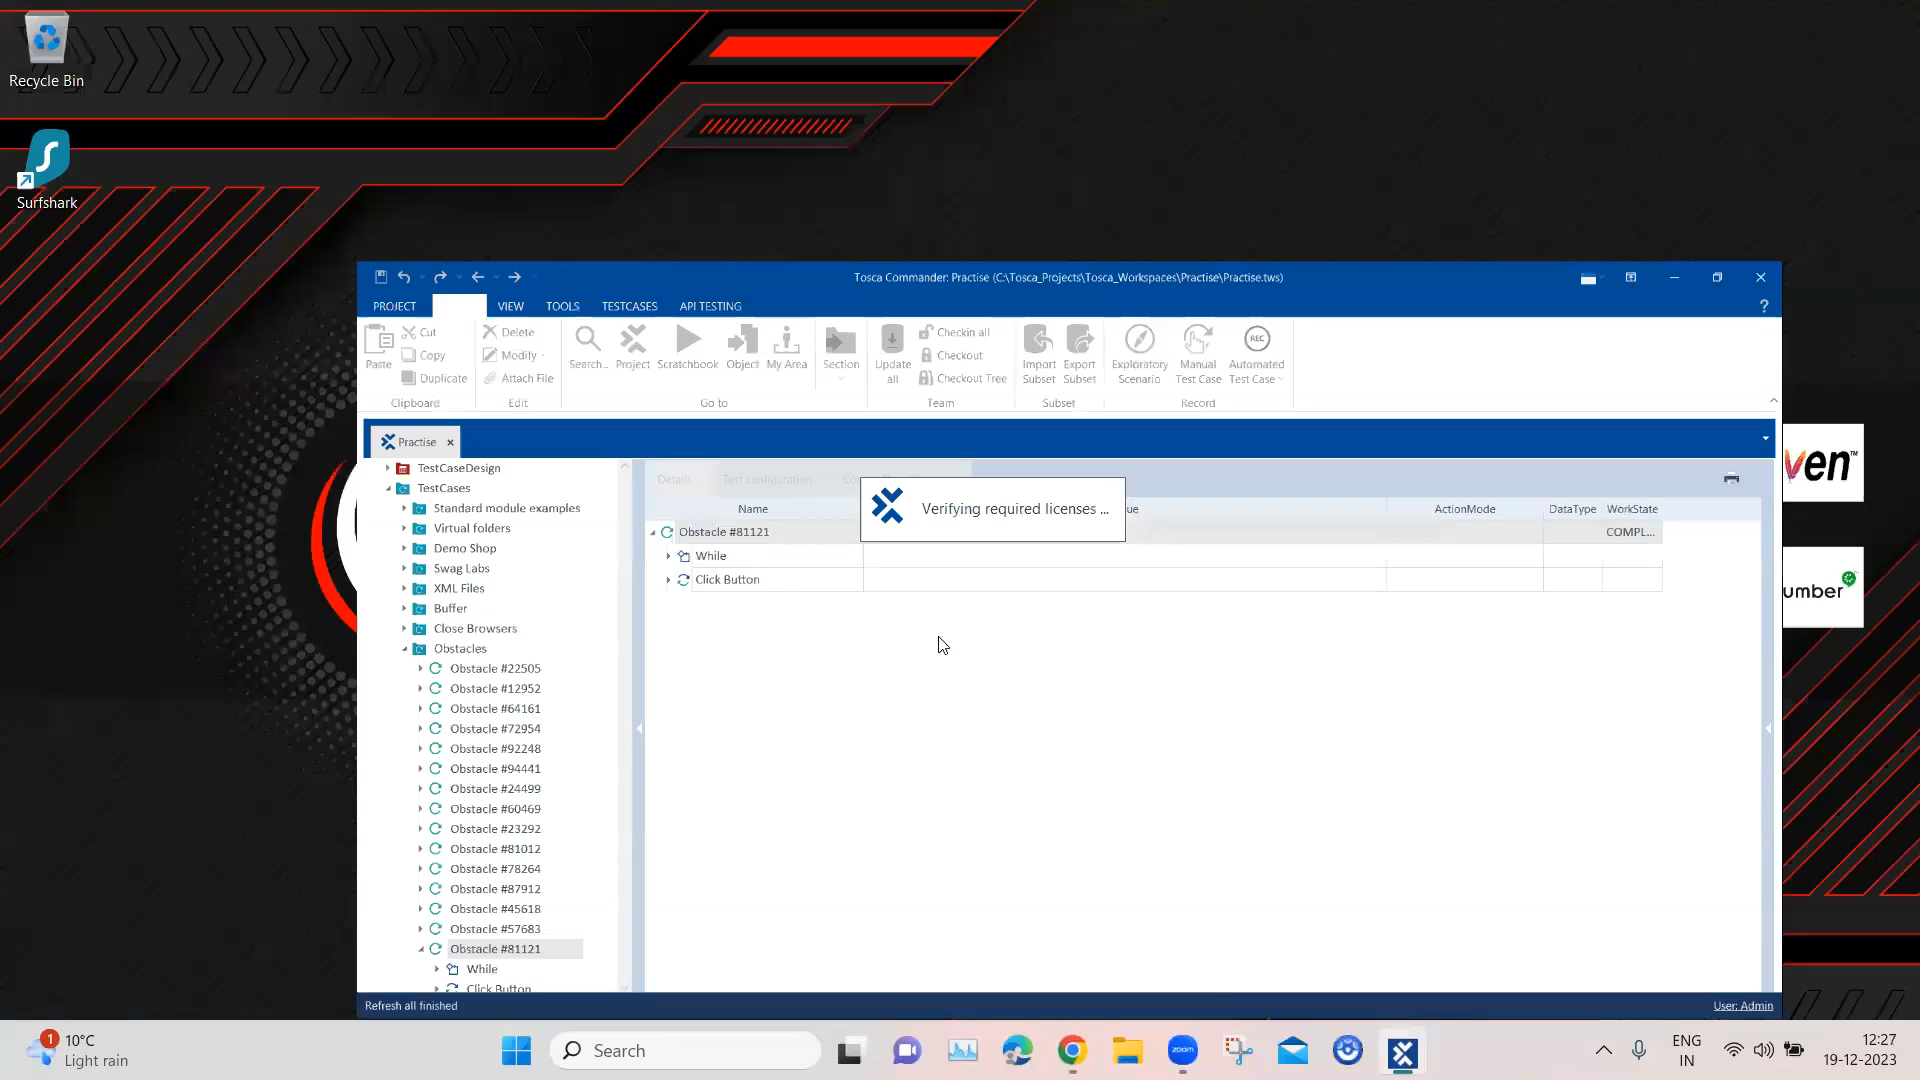 Recycle Bin
Surfshark
Tosca Commander: Practise (C:\Tosca_Projects\Tosca_Workspaces\Practise\Practise.tws)
PROJECT
VIEW
TOOLS
TESTCASES
API TESTING
?
Paste
Cut
Copy
Duplicate
Clipboard
Delete
Modify
Attach File
Edit
Search...
Project
Scratchbook
Object
My Area
Go to
Section
Update all
Checkin all
Checkout
Checkout Tree
Team
Import Subset
Export Subset
Subset
Exploratory Scenario
Manual Test Case
REC
Automated Test Case
Record
Practise
TestCaseDesign
TestCases
Standard module examples
Virtual folders
Demo Shop
Swag Labs
XML Files
Buffer
Close Browsers
Obstacles
Obstacle #22505
Obstacle #12952
Obstacle #64161
Obstacle #72954
Obstacle #92248
Obstacle #94441
Obstacle #24499
Obstacle #60469
Obstacle #23292
Obstacle #81012
Obstacle #78264
Obstacle #87912
Obstacle #45618
Obstacle #57683
Obstacle #81121
While
Click Button
Details
Test configuration
Name
ue
ActionMode
DataType
WorkState
Obstacle #81121
COMPL...
While
Click Button
Verifying required licenses ...
ven™
umber
Refresh all finished
User: Admin
1
10°C
Light rain
Search
zoom
ENG
IN
12:27
19-12-2023